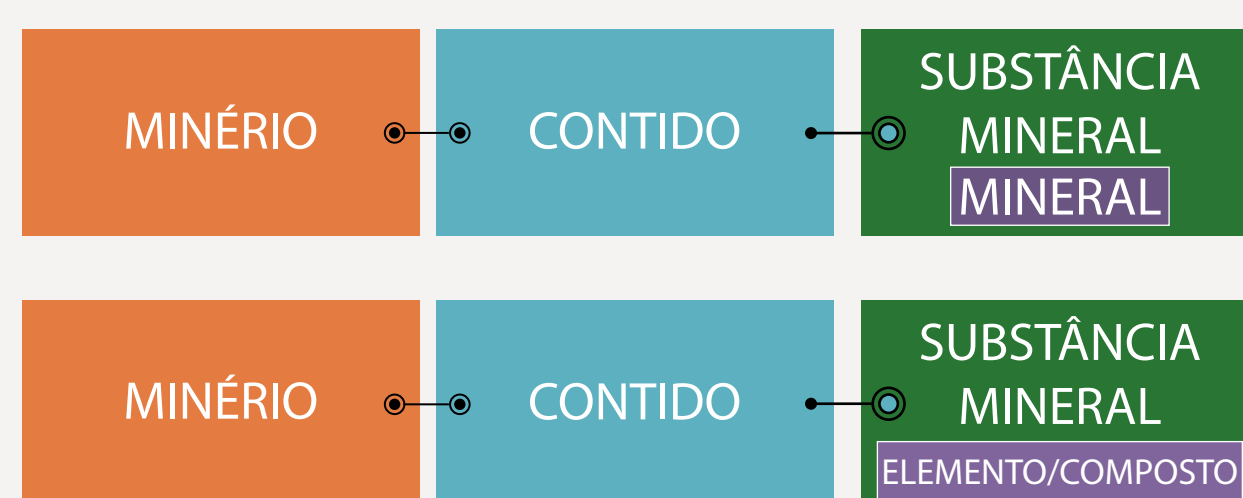 MINÉRIO
CONTIDO
SUBSTÂNCIA
MINERAL
MINERAL
MINÉRIO
CONTIDO
SUBSTÂNCIA
MINERAL
ELEMENTO/COMPOSTO